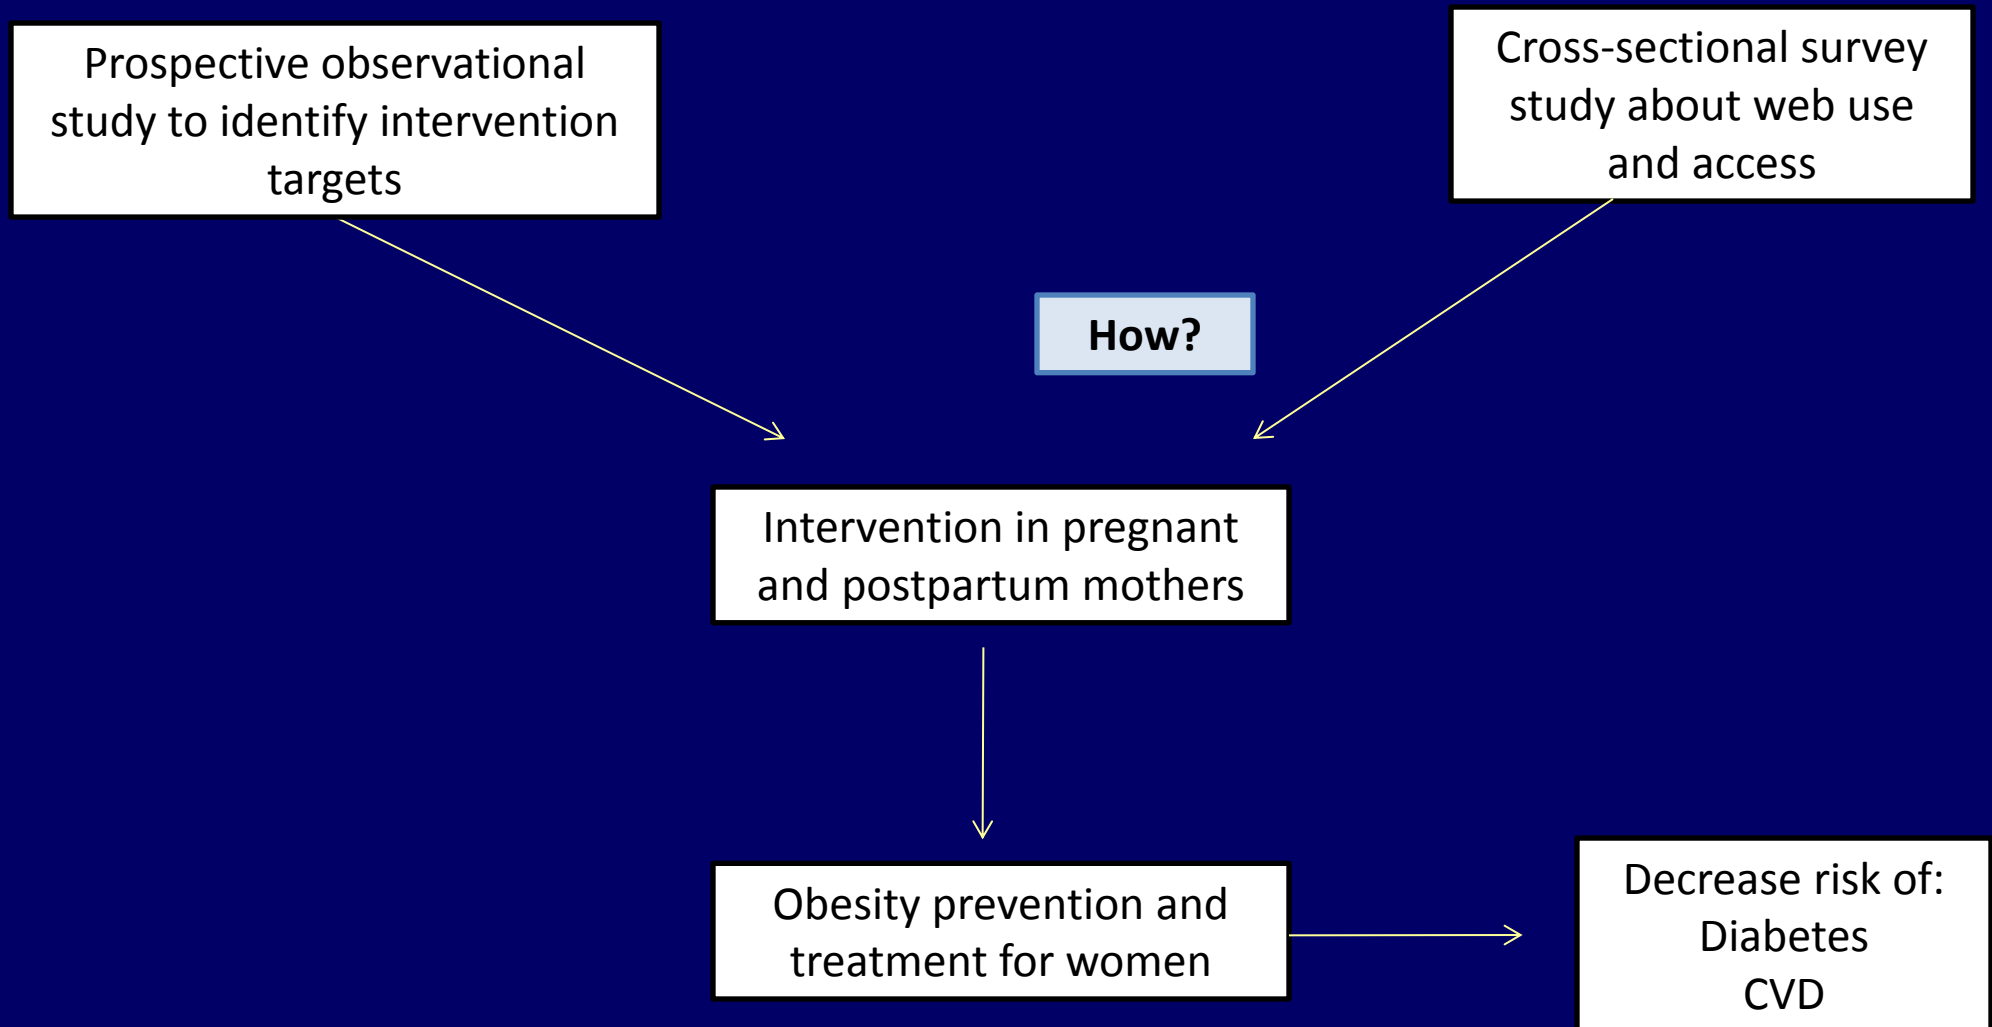 Prospective observational
study to identify intervention
targets
Cross-sectional survey
study about web use
and access
How?
Intervention in pregnant
and postpartum mothers
Obesity prevention and
treatment for women
Decrease risk of:
Diabetes
CVD